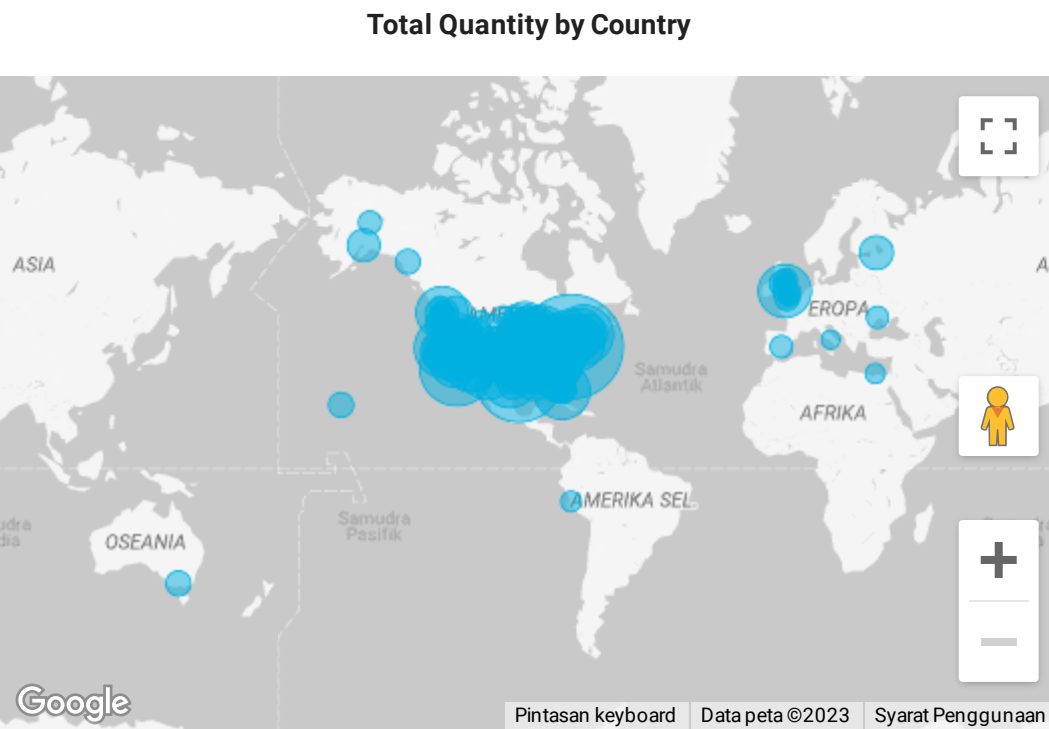 Total Quantity by Country
ASIA
EROPA
Samudra
Atlantik
AFRIKA
AMERIKA SEL.
Samudra
Pasifik
OSEANIA
Google
Pintasan keyboard
Data peta ©2023
Syarat Penggunaan